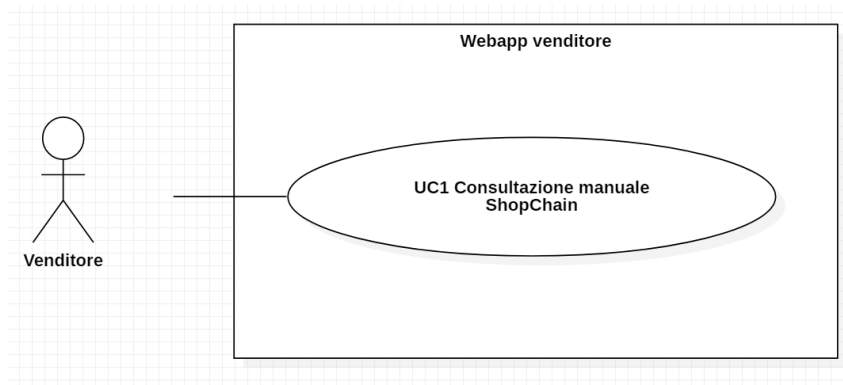 Webapp venditore
UC1 Consultazione manuale
ShopChain
Venditore